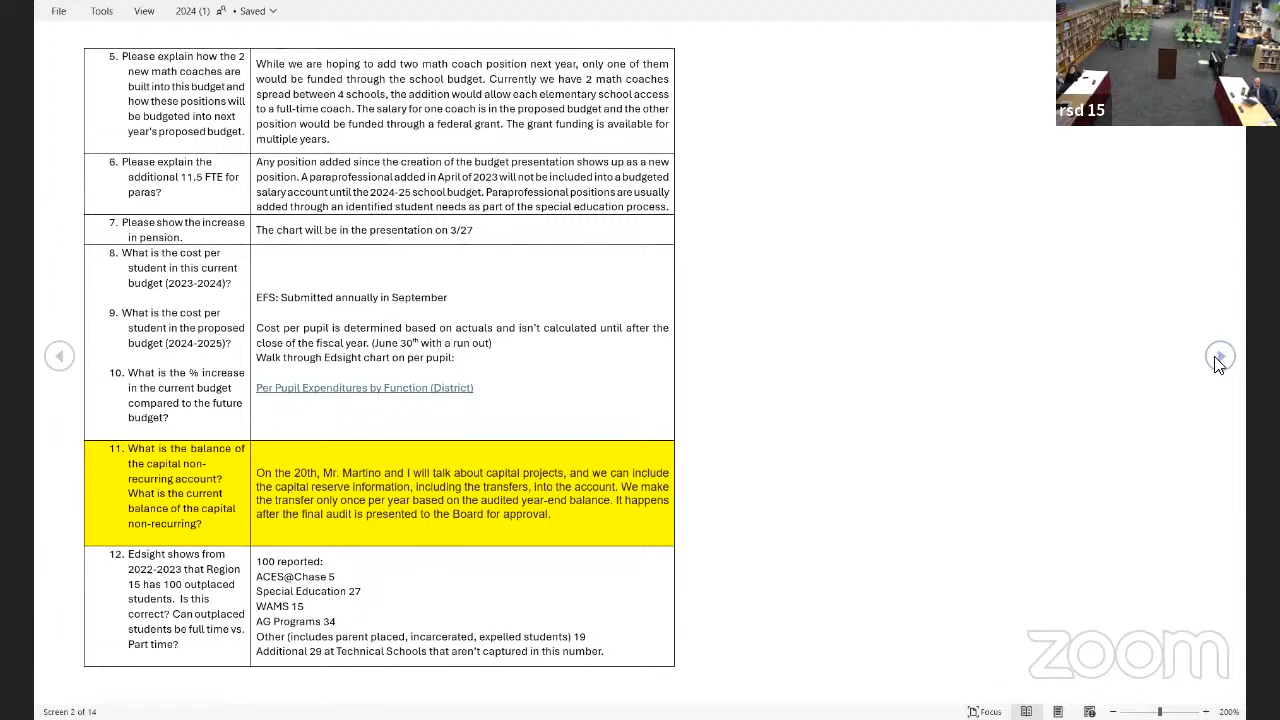 File Tools View 2024 (1) • Saved
5. Please explain how the 2
new math coaches are
built into this budget and
how these positions will
be budgeted into next
year's proposed budget.
While we are hoping to add two math coach position next year, only one of them
would be funded through the school budget. Currently we have 2 math coaches
spread between 4 schools, the addition would allow each elementary school access
to a full-time coach. The salary for one coach is in the proposed budget and the other
position would be funded through a federal grant. The grant funding is available for
multiple years.
6. Please explain the
additional 11.5 FTE for
paras?
Any position added since the creation of the budget presentation shows up as a new
position. A paraprofessional added in April of 2023 will not be included into a budgeted
salary account until the 2024-25 school budget. Paraprofessional positions are usually
added through an identified student needs as part of the special education process.
7. Please show the increase
in pension.
The chart will be in the presentation on 3/27
8. What is the cost per
student in this current
budget (2023-2024)?
9. What is the cost per
student in the proposed
budget (2024-2025)?
10. What is the % increase
in the current budget
compared to the future
budget?
EFS: Submitted annually in September
Cost per pupil is determined based on actuals and isn't calculated until after the
close of the fiscal year. (June 30th with a run out)
Walk through Edsight chart on per pupil:
Per Pupil Expenditures by Function (District)
11. What is the balance of
the capital non-
recurring account?
What is the current
balance of the capital
non-recurring?
On the 20th, Mr. Martino and I will talk about capital projects, and we can include
the capital reserve information, including the transfers, into the account. We make
the transfer only once per year based on the audited year-end balance. It happens
after the final audit is presented to the Board for approval.
12. Edsight shows from
2022-2023 that Region
15 has 100 outplaced
students. Is this
correct? Can outplaced
students be full time vs.
Part time?
100 reported:
ACES@Chase 5
Special Education 27
WAMS 15
AG Programs 34
Other (includes parent placed, incarcerated, expelled students) 19
Additional 29 at Technical Schools that aren't captured in this number.
rsd 15
zoom
Screen 2 of 14
Focus
200%